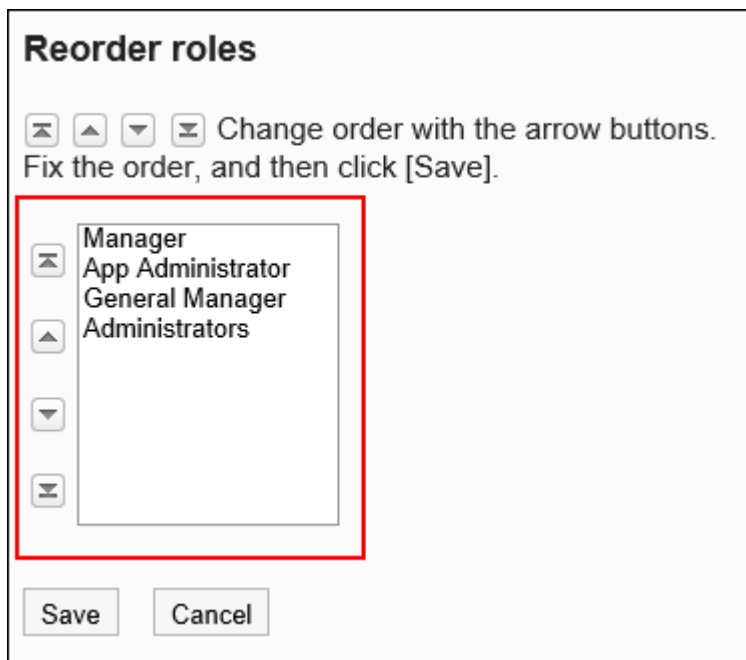 Reorder roles
Change order with the arrow buttons.
Fix the order, and then click [Save].
Manager
App Administrator
General Manager
Administrators
Save
Cancel